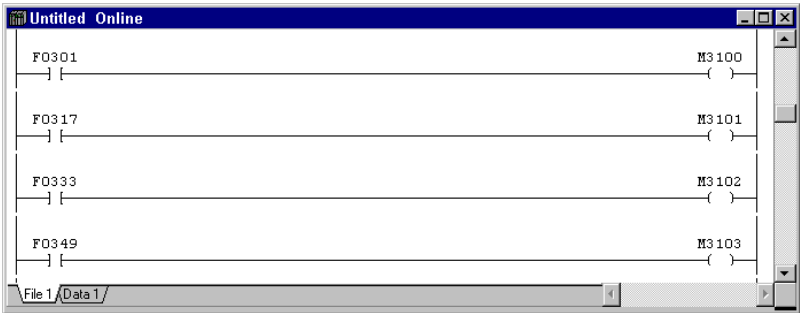 Untitled Online
F0301 M3100
F0317 M3101
F0333 M3102
F0349 M3103
File 1 Data 1